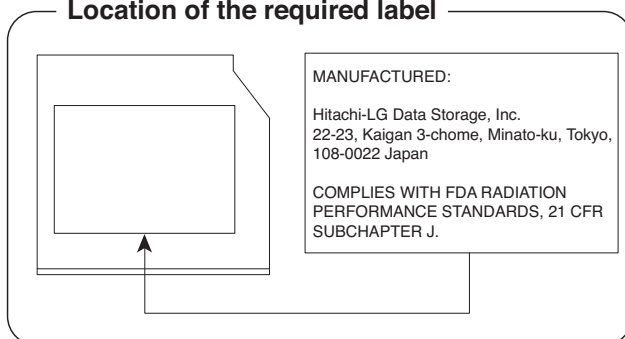 Location of the required label
MANUFACTURED:
Hitachi-LG Data Storage, Inc.
22-23, Kaigan 3-chome, Minato-ku, Tokyo,
108-0022 Japan
COMPLIES WITH FDA RADIATION
PERFORMANCE STANDARDS, 21 CFR
SUBCHAPTER J.